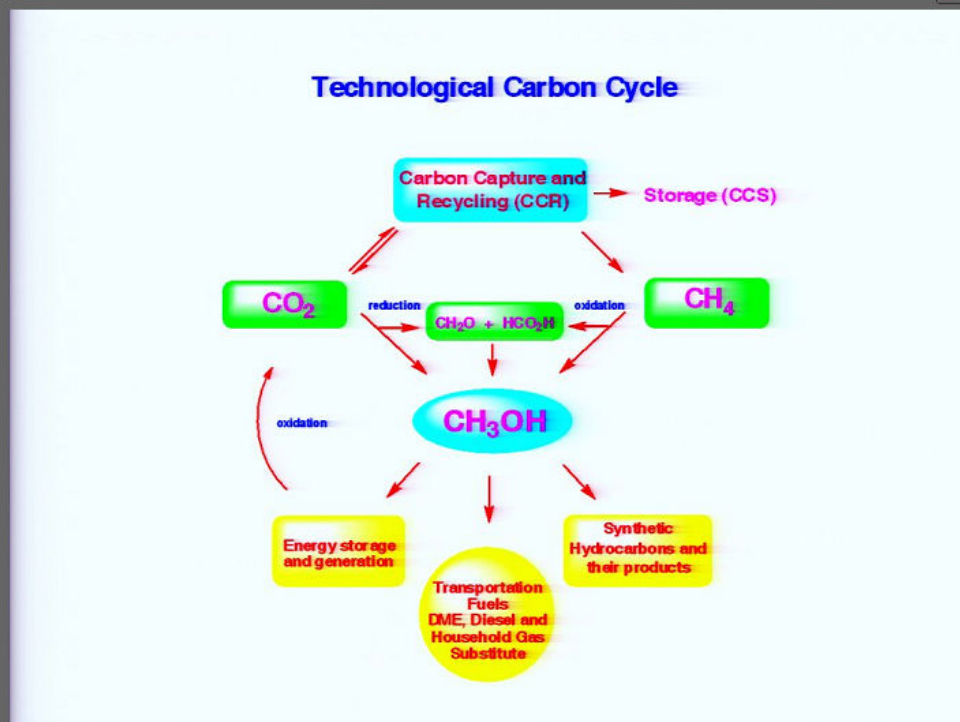 Technological Carbon Cycle
Carbon Capture and
Recycling (CCR)
Storage (CCS)
CO₂
reduction
oxidation
CH₄
CH₂O + HCO₂H
CH₃OH
oxidation
Energy storage
and generation
Transportation
Fuels
DME, Diesel and
Household Gas
Substitute
Synthetic
Hydrocarbons and
their products